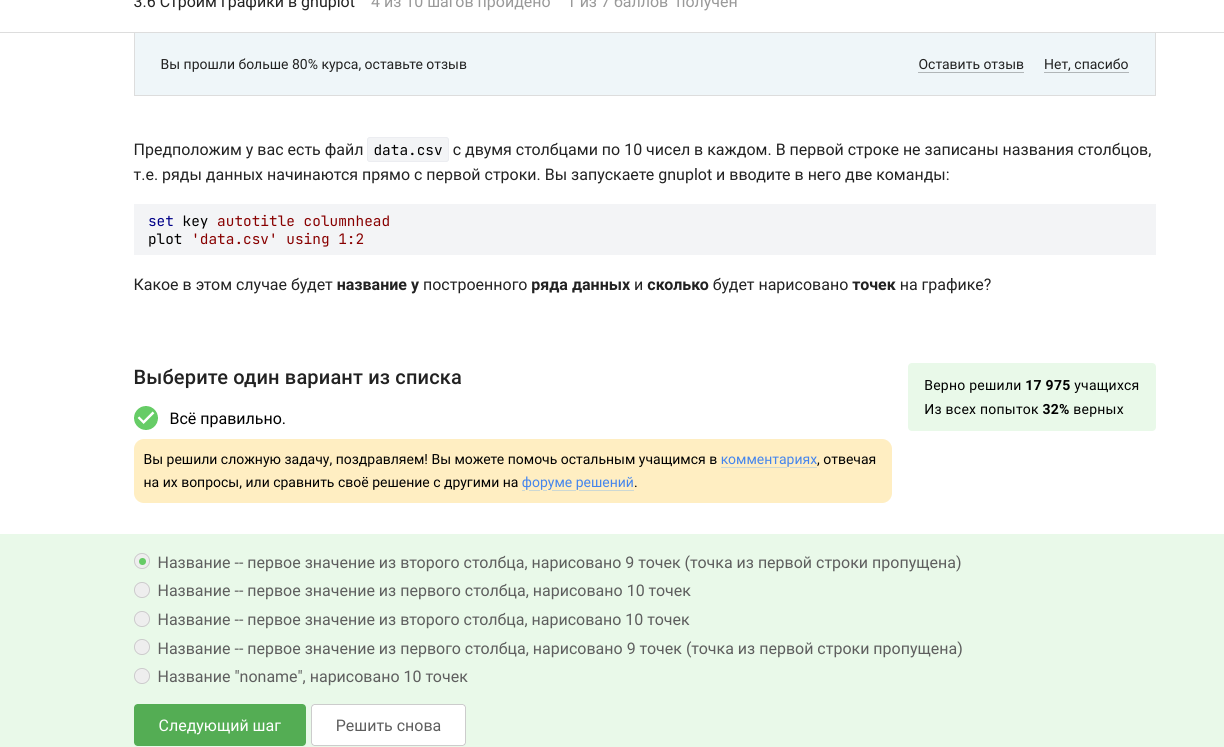 3.6 Строим графики в gnuplot 4 из 10 шагов пройдено 1 из 7 баллов получен
Вы прошли больше 80% курса, оставьте отзыв Оставить отзыв Нет, спасибо
Предположим у вас есть файл data.csv с двумя столбцами по 10 чисел в каждом. В первой строке не записаны названия столбцов,
т.е. ряды данных начинаются прямо с первой строки. Вы запускаете gnuplot и вводите в него две команды:
set key autotitle columnhead
plot 'data.csv' using 1:2
Какое в этом случае будет название у построенного ряда данных и сколько будет нарисовано точек на графике?
Выберите один вариант из списка
Верно решили 17 975 учащихся
Из всех попыток 32% верных
Всё правильно.
Вы решили сложную задачу, поздравляем! Вы можете помочь остальным учащимся в комментариях, отвечая
на их вопросы, или сравнить своё решение с другими на форуме решений.
Название -- первое значение из второго столбца, нарисовано 9 точек (точка из первой строки пропущена)
Название -- первое значение из первого столбца, нарисовано 10 точек
Название -- первое значение из второго столбца, нарисовано 10 точек
Название -- первое значение из первого столбца, нарисовано 9 точек (точка из первой строки пропущена)
Название "noname", нарисовано 10 точек
Следующий шаг Решить снова